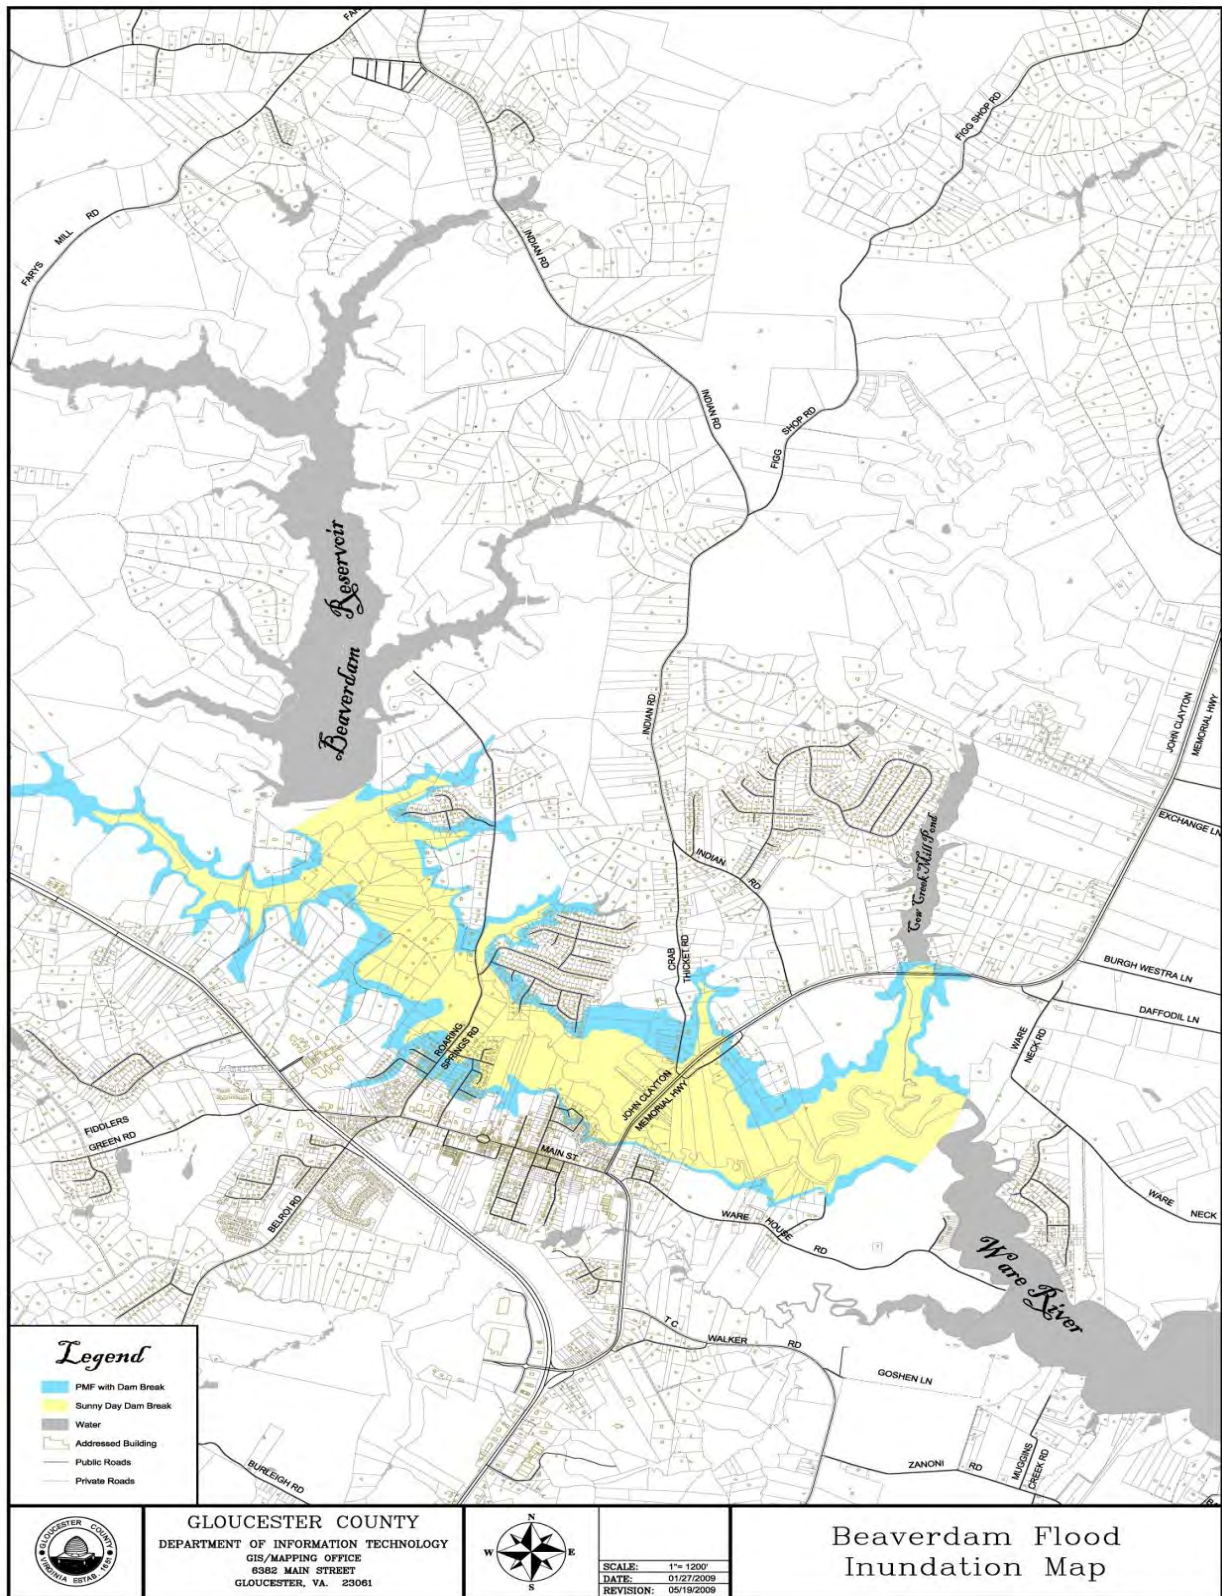 FARYS
MILL
RD
FIGG SHOP RD
INDIAN RD
INDIAN RD
FIGG
SHOP RD
Beaverdam Reservoir
INDIAN RD
JOHN CLAYTON
MEMORIAL HWY
EXCHANGE LN
INDIAN
RD
Cow Creek Mill Pond
CRAB
THICKET RD
BURGH WESTRA LN
DAFFODIL LN
WARE
NECK RD
ROARING
SPRINGS RD
JOHN CLAYTON
MEMORIAL HWY
FIDDLERS
GREEN RD
MAIN ST
BELROI RD
WARE
HOUSE
RD
WARE
NECK
Ware River
T.C.
WALKER
RD
GOSHEN LN
ZANONI
RD
MUGGINS
CREEK RD
BURLEIGH RD
Legend
PMF with Dam Break
Sunny Day Dam Break
Water
Addressed Building
Public Roads
Private Roads
GLOUCESTER COUNTY
VIRGINIA ESTAB. 1651
GLOUCESTER COUNTY
DEPARTMENT OF INFORMATION TECHNOLOGY
GIS/MAPPING OFFICE
6382 MAIN STREET
GLOUCESTER, VA. 23061
N
W
E
S
SCALE: 1"= 1200'
DATE: 01/27/2009
REVISION: 05/19/2009
Beaverdam Flood
Inundation Map